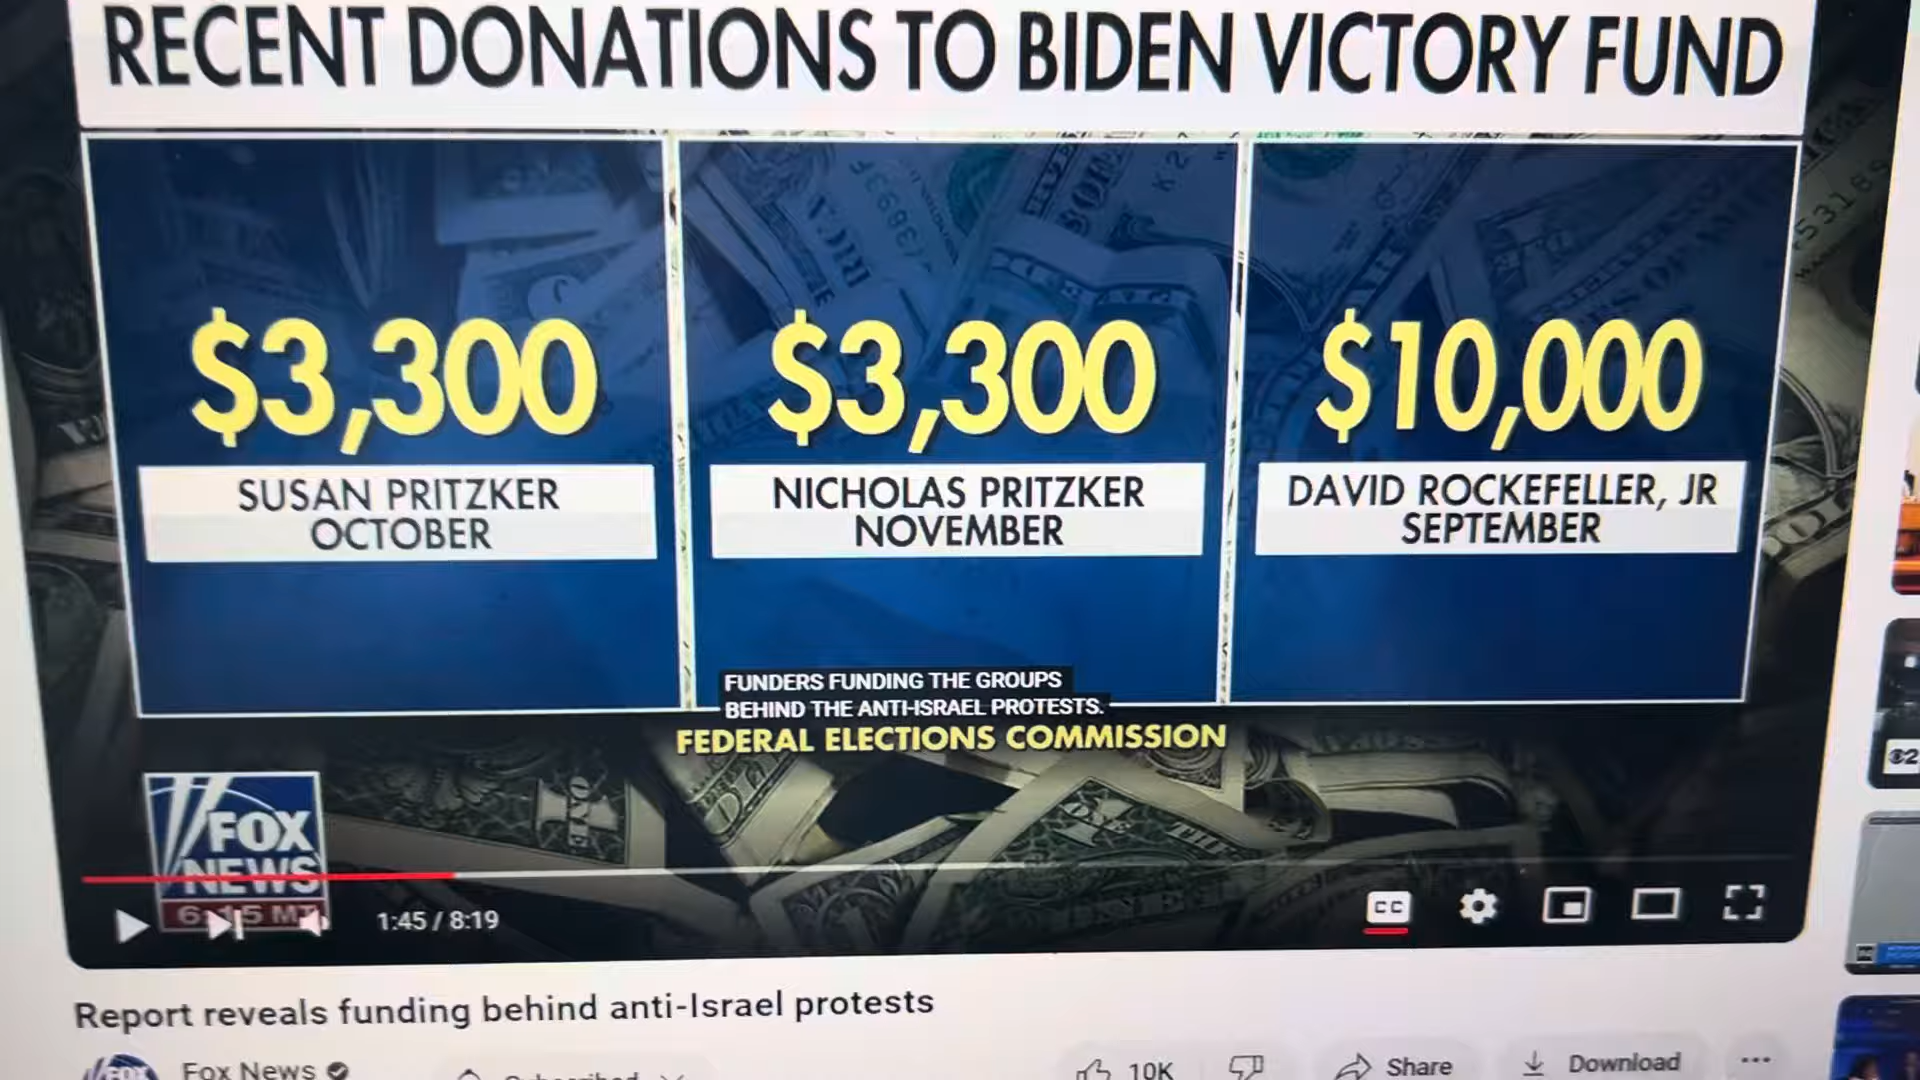 RECENT DONATIONS TO BIDEN VICTORY FUND
$3,300
SUSAN PRITZKER
OCTOBER
$3,300
NICHOLAS PRITZKER
NOVEMBER
$10,000
DAVID ROCKEFELLER, JR
SEPTEMBER
FUNDERS FUNDING THE GROUPS
BEHIND THE ANTI-ISRAEL PROTESTS.
FEDERAL ELECTIONS COMMISSION
FOX
NEWS
1:45 / 8:19
CC
Report reveals funding behind anti-Israel protests
Fox News
10K
Share
Download